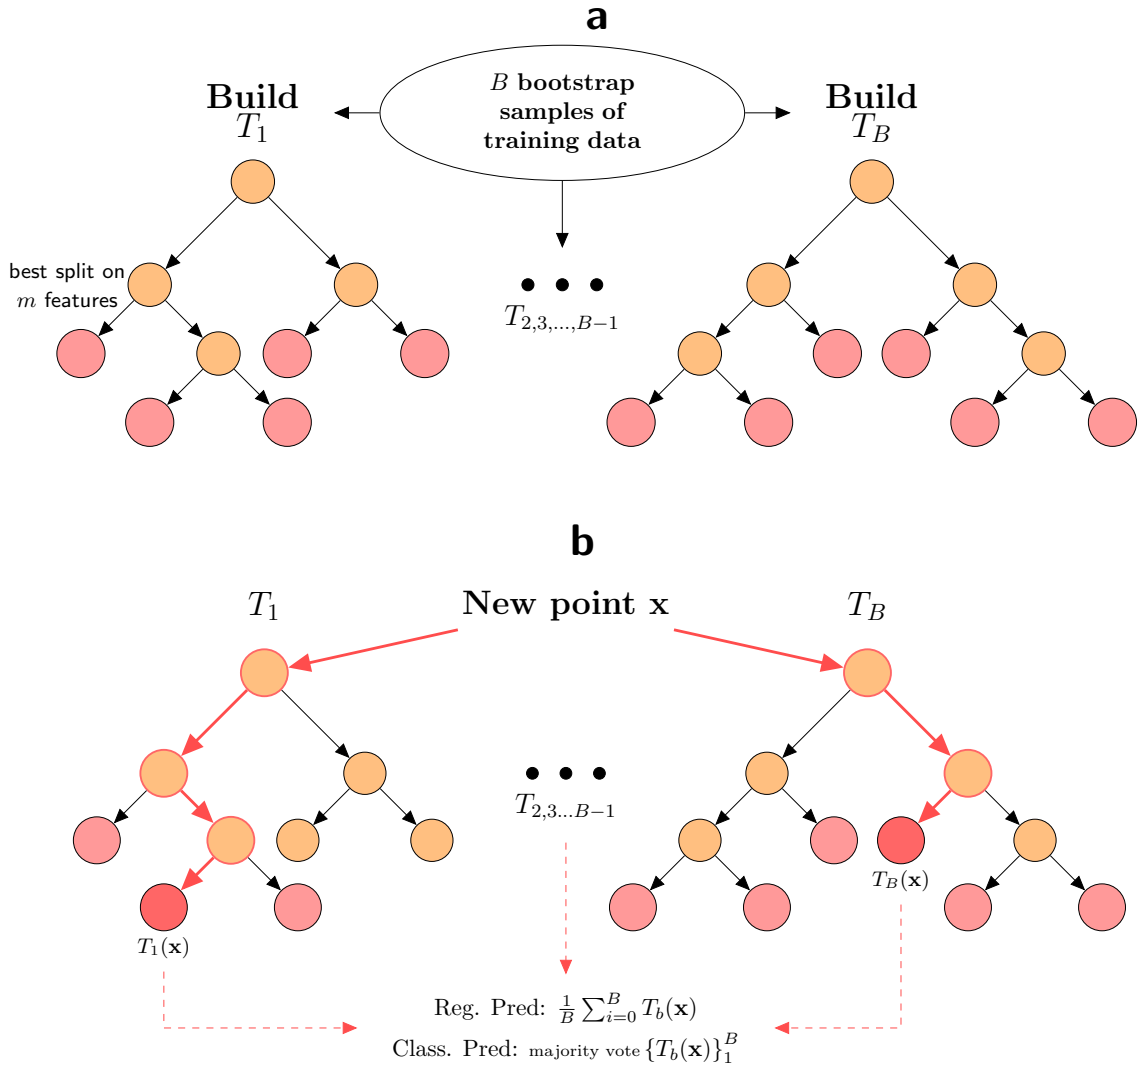 a
B bootstrap
samples of
training data
Build
T_1
Build
T_B
best split on
m features
T_{2,3,...,B−1}
b
New point x
T_1
T_B
T_{2,3...B−1}
T_B(x)
T_1(x)
Reg. Pred: \frac{1}{B} \sum_{i=0}^{B} T_b(x)
Class. Pred: majority vote {T_b(x)}_1^B